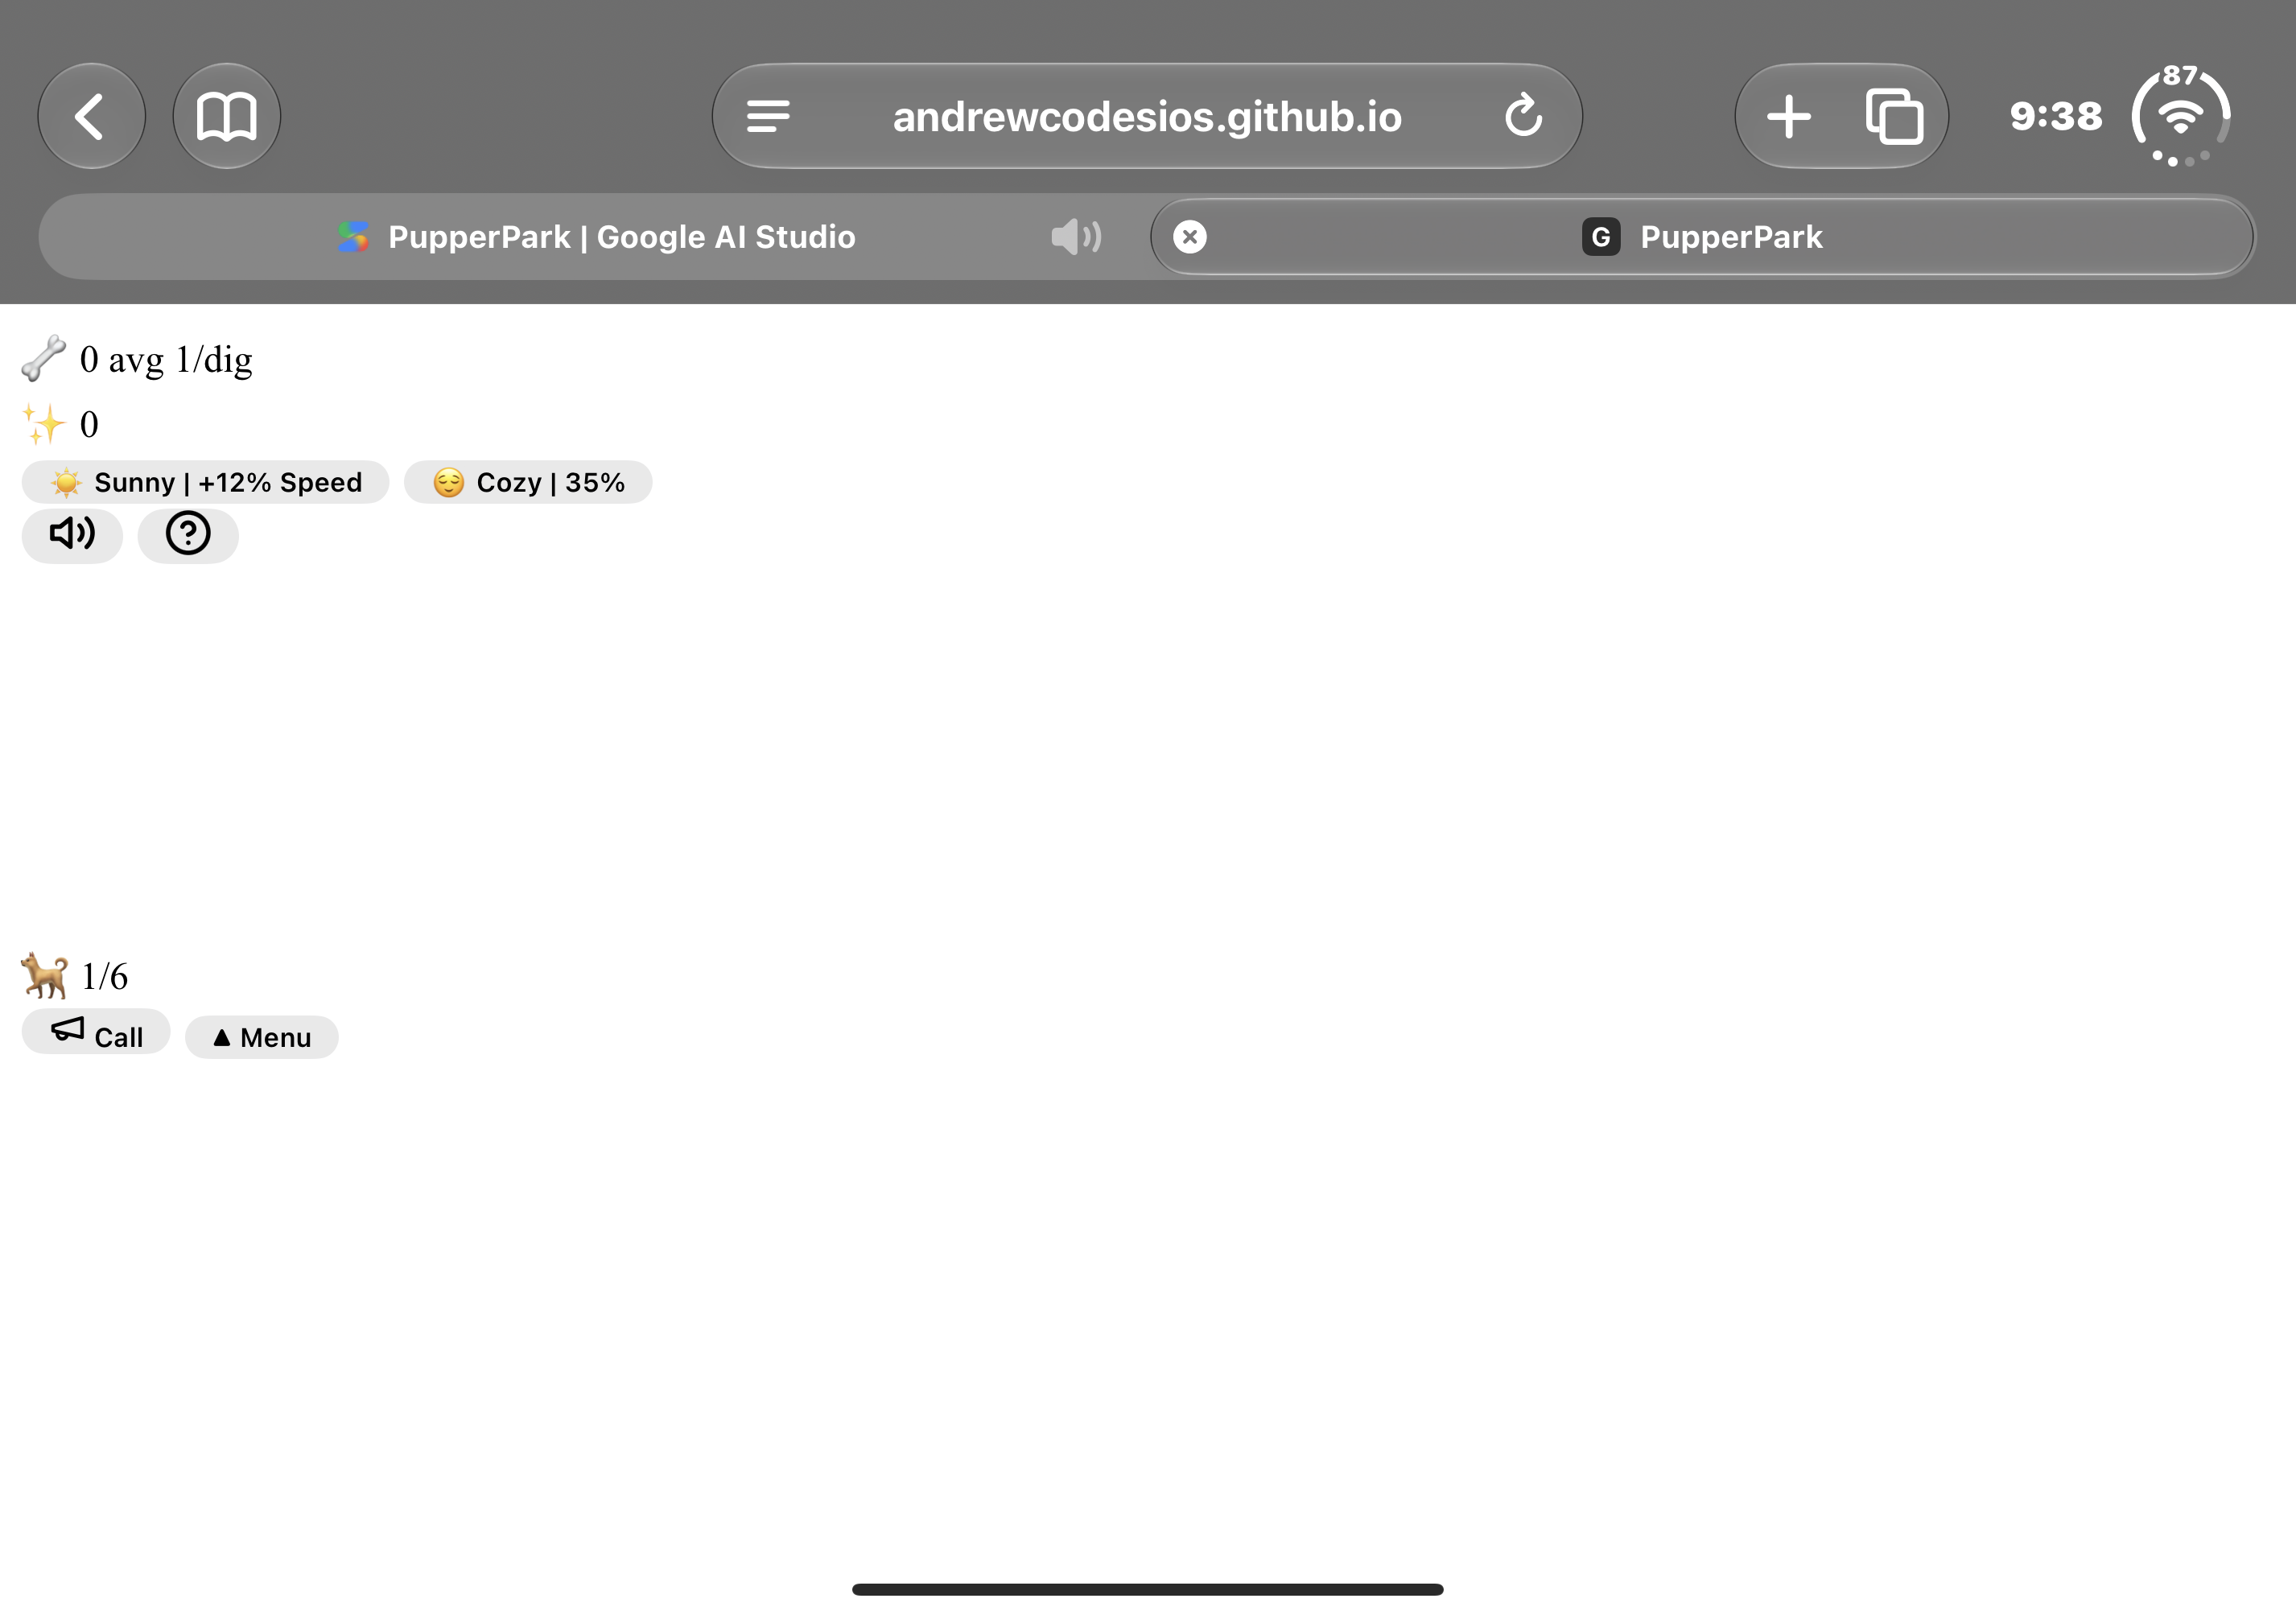 andrewcodesios.github.io
9:38
87
PupperPark | Google AI Studio
G PupperPark
0 avg 1/dig
0
Sunny | +12% Speed
Cozy | 35%
1/6
Call
Menu